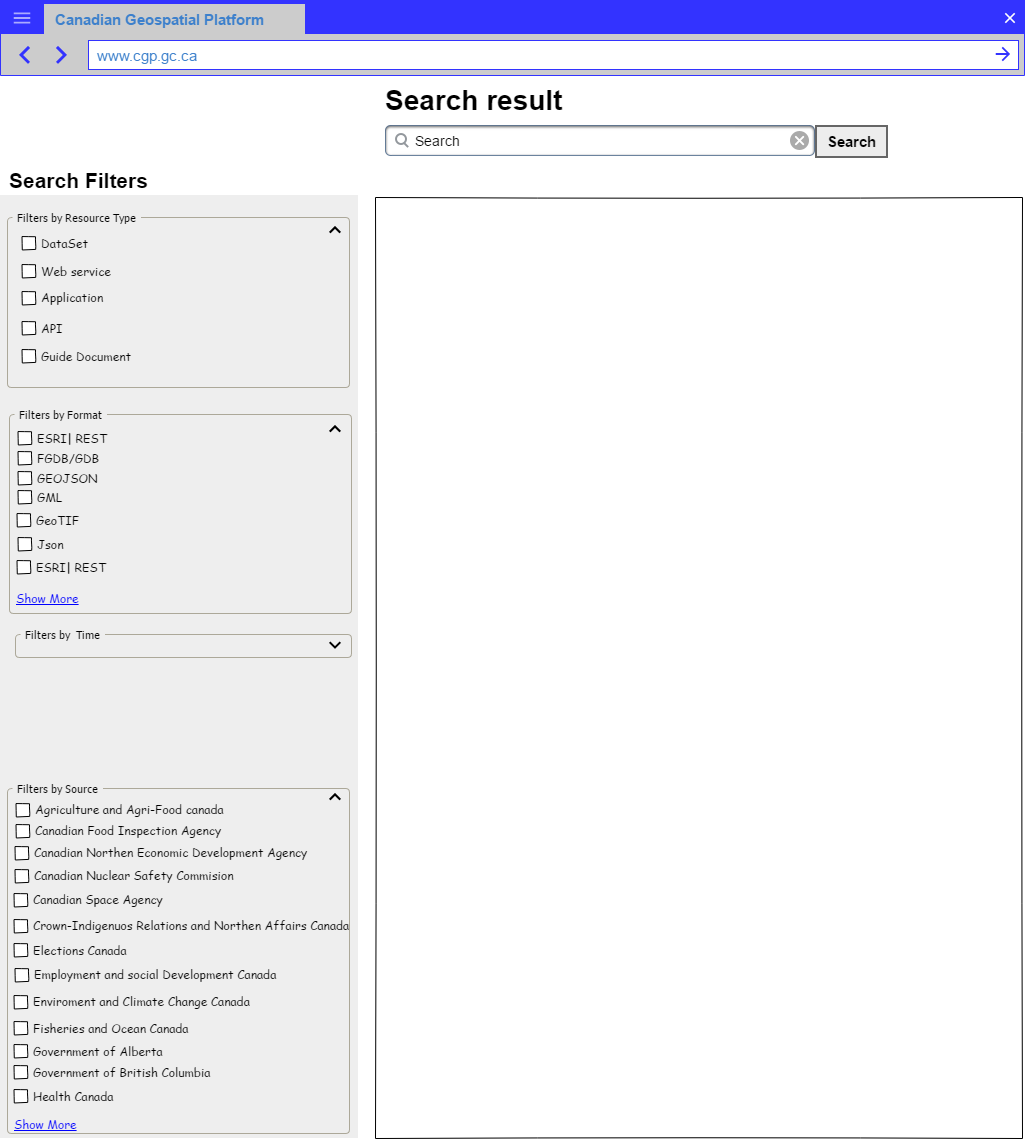 Canadian Geospatial Platform
www.cgp.gc.ca
Search result
Search
Search
Search Filters
Filters by Resource Type
DataSet
Web service
Application
API
Guide Document
Filters by Format
ESRI| REST
FGDB/GDB
GEOJSON
GML
GeoTIF
Json
ESRI| REST
Show More
Filters by Time
Filters by Source
Agriculture and Agri-Food canada
Canadian Food Inspection Agency
Canadian Northen Economic Development Agency
Canadian Nuclear Safety Commision
Canadian Space Agency
Crown-Indigenuos Relations and Northen Affairs Canada
Elections Canada
Employment and social Development Canada
Enviroment and Climate Change Canada
Fisheries and Ocean Canada
Government of Alberta
Government of British Columbia
Health Canada
Show More